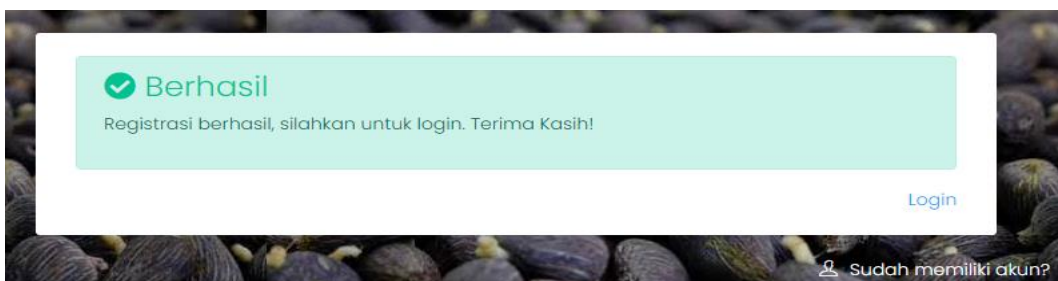 Berhasil
Registrasi berhasil, silahkan untuk login. Terima Kasih!
Login
Sudah memiliki akun?